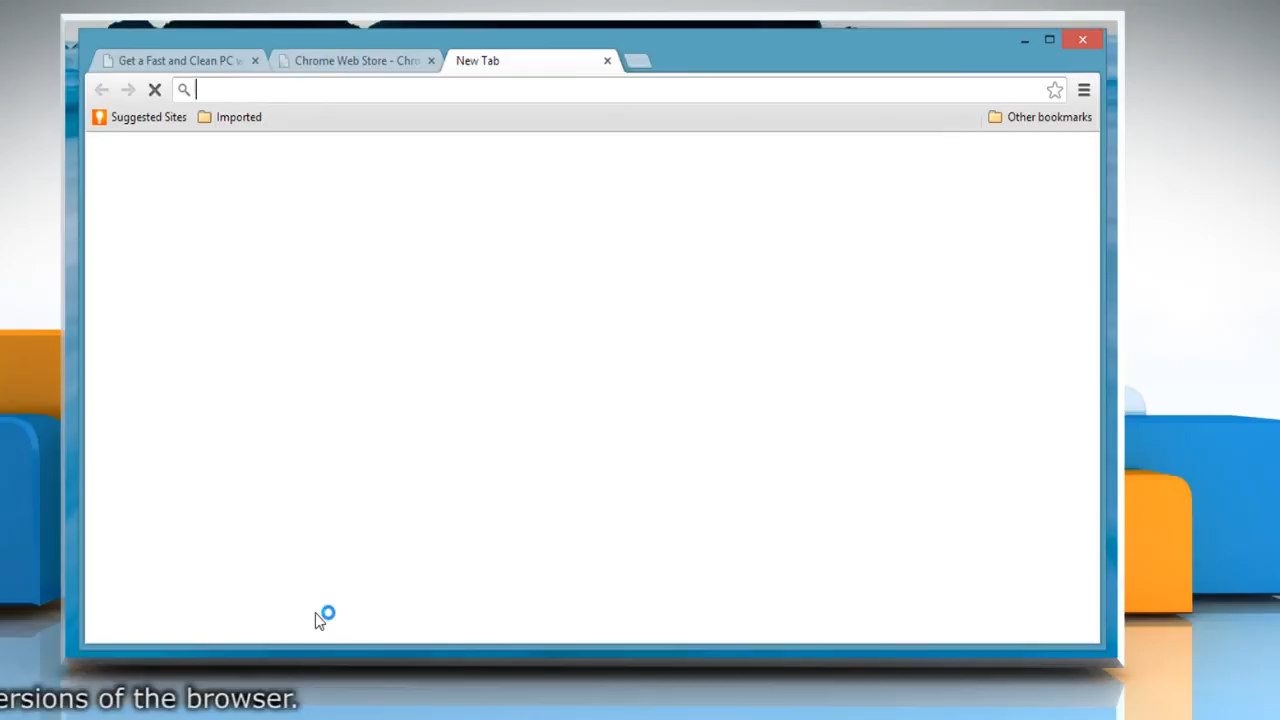 Get a Fast and Clean PC
Chrome Web Store - Chro
New Tab
Suggested Sites
Imported
Other bookmarks
ersions of the browser.